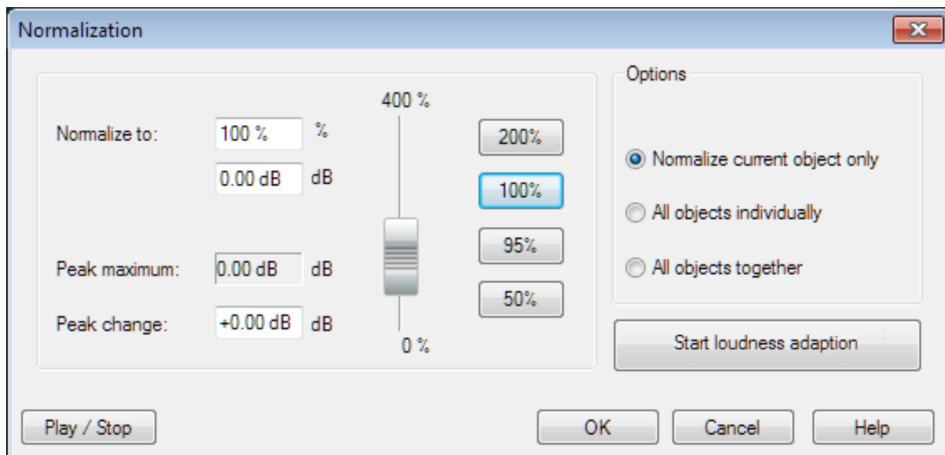 Normalization
Options
400 %
Normalize to: 100 % %
200%
Normalize current object only
0.00 dB dB
100%
All objects individually
95%
Peak maximum: 0.00 dB dB
All objects together
50%
Peak change: +0.00 dB dB
0 %
Start loudness adaption
Play / Stop
OK
Cancel
Help